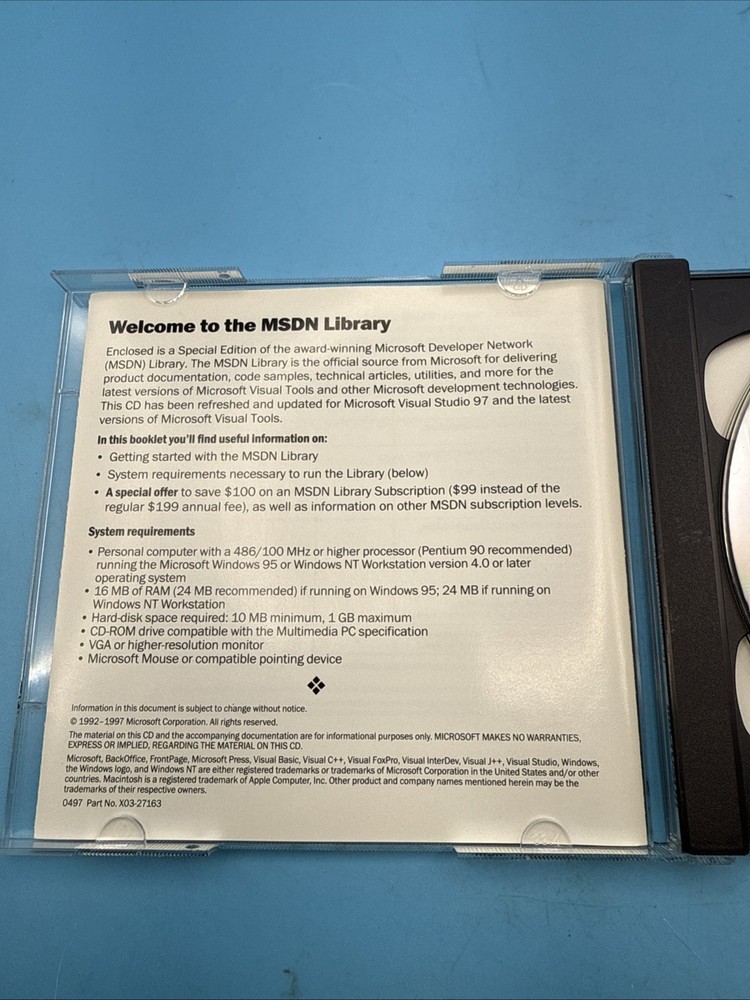 Welcome to the MSDN Library
Enclosed is a Special Edition of the award-winning Microsoft Developer Network
(MSDN) Library. The MSDN Library is the official source from Microsoft for delivering
product documentation, code samples, technical articles, utilities, and more for the
latest versions of Microsoft Visual Tools and other Microsoft development technologies.
This CD has been refreshed and updated for Microsoft Visual Studio 97 and the latest
versions of Microsoft Visual Tools.
In this booklet you'll find useful information on:
• Getting started with the MSDN Library
• System requirements necessary to run the Library (below)
• A special offer to save $100 on an MSDN Library Subscription ($99 instead of the
regular $199 annual fee), as well as information on other MSDN subscription levels.
System requirements
• Personal computer with a 486/100 MHz or higher processor (Pentium 90 recommended)
running the Microsoft Windows 95 or Windows NT Workstation version 4.0 or later
operating system
• 16 MB of RAM (24 MB recommended) if running on Windows 95; 24 MB if running on
Windows NT Workstation
• Hard-disk space required: 10 MB minimum, 1 GB maximum
• CD-ROM drive compatible with the Multimedia PC specification
• VGA or higher-resolution monitor
• Microsoft Mouse or compatible pointing device
Information in this document is subject to change without notice.
© 1992–1997 Microsoft Corporation. All rights reserved.
The material on this CD and the accompanying documentation are for informational purposes only. MICROSOFT MAKES NO WARRANTIES,
EXPRESS OR IMPLIED, REGARDING THE MATERIAL ON THIS CD.
Microsoft, BackOffice, FrontPage, Microsoft Press, Visual Basic, Visual C++, Visual FoxPro, Visual InterDev, Visual J++, Visual Studio, Windows,
the Windows logo, and Windows NT are either registered trademarks or trademarks of Microsoft Corporation in the United States and/or other
countries. Macintosh is a registered trademark of Apple Computer, Inc. Other product and company names mentioned herein may be the
trademarks of their respective owners.
0497 Part No. X03-27163